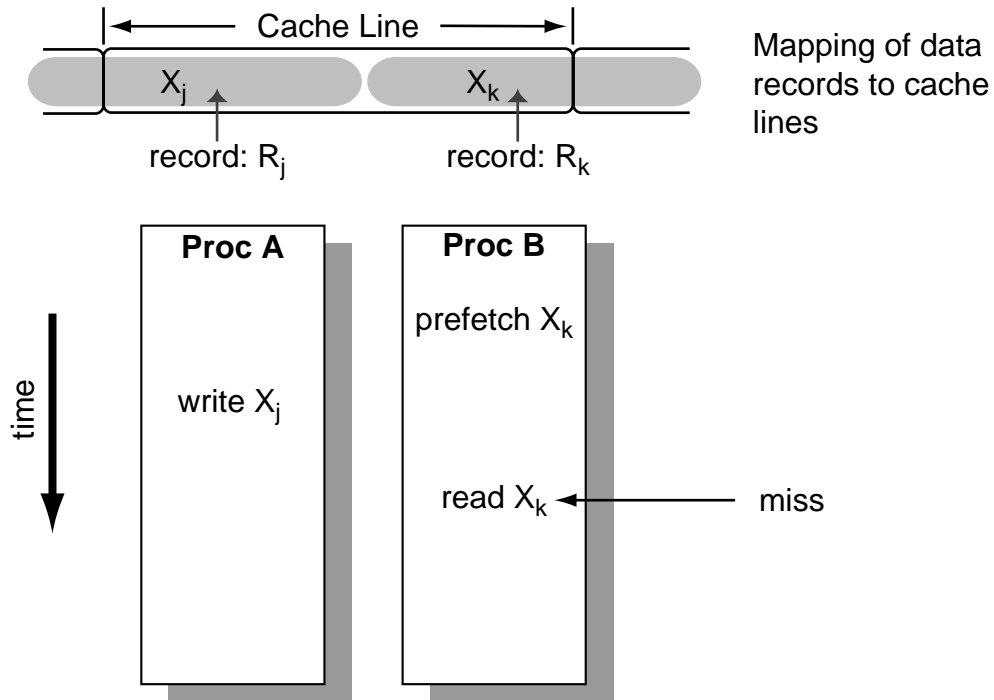 Cache Line
Mapping of data
records to cache
lines
Xj
Xk
record: Rj
record: Rk
Proc A
Proc B
prefetch Xk
write Xj
time
read Xk
miss